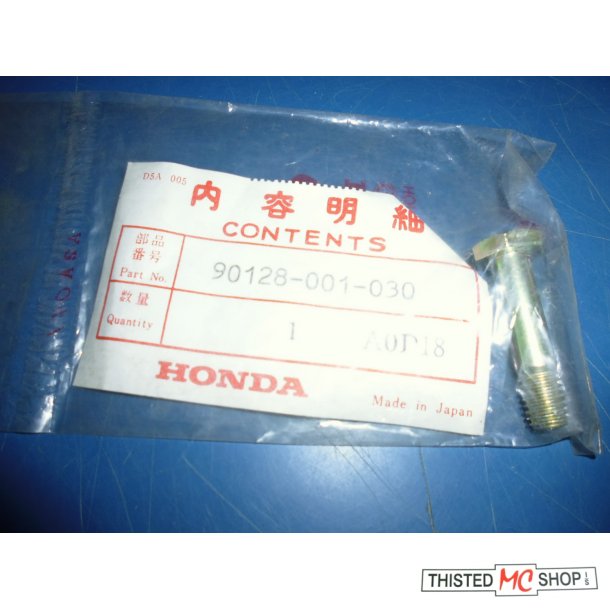 D5A 005
内容明細
CONTENTS
部品番号
Part No.
90128-001-030
数量
Quantity
1 A0D18
HONDA
Made in Japan
THISTED MC SHOP I/S